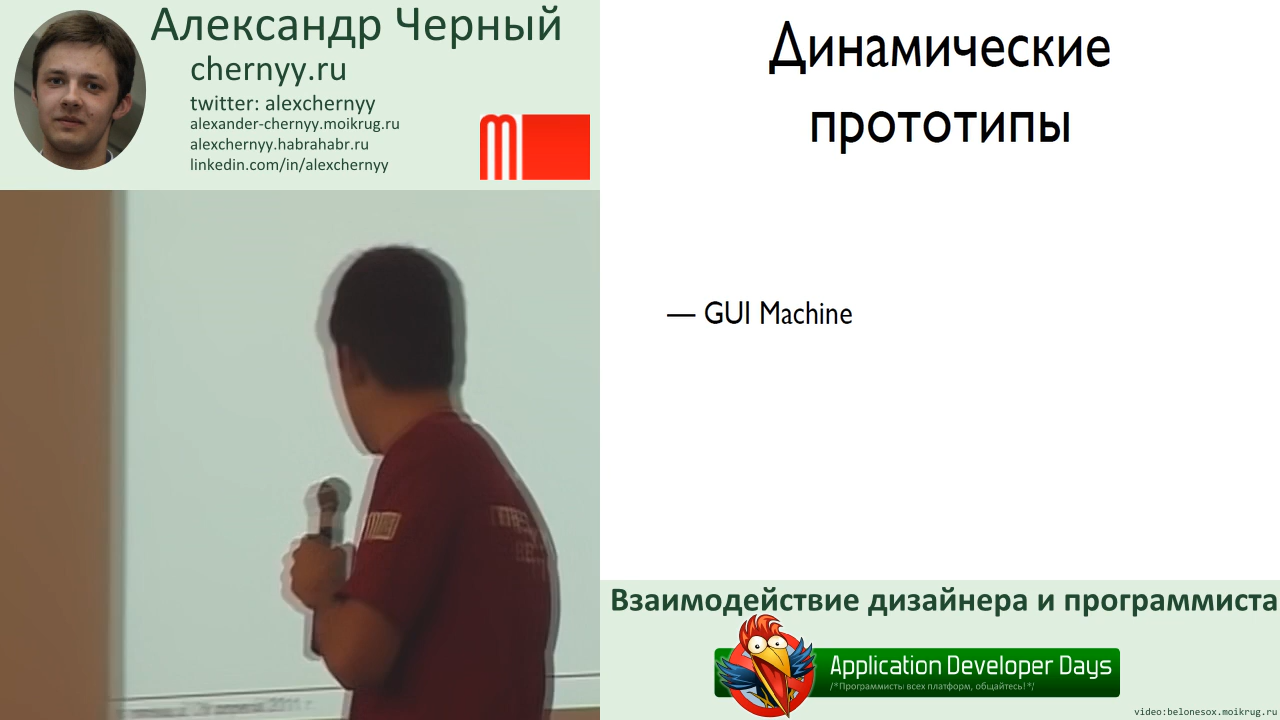 Александр Черный
chernyy.ru
twitter: alexchernyy
alexander-chernyy.moikrug.ru
alexchernyy.habrahabr.ru
linkedin.com/in/alexchernyy
Динамические
прототипы
— GUI Machine
Взаимодействие дизайнера и программиста
Application Developer Days
/*Программисты всех платформ, общайтесь!*/
video:belonesox.moikrug.ru